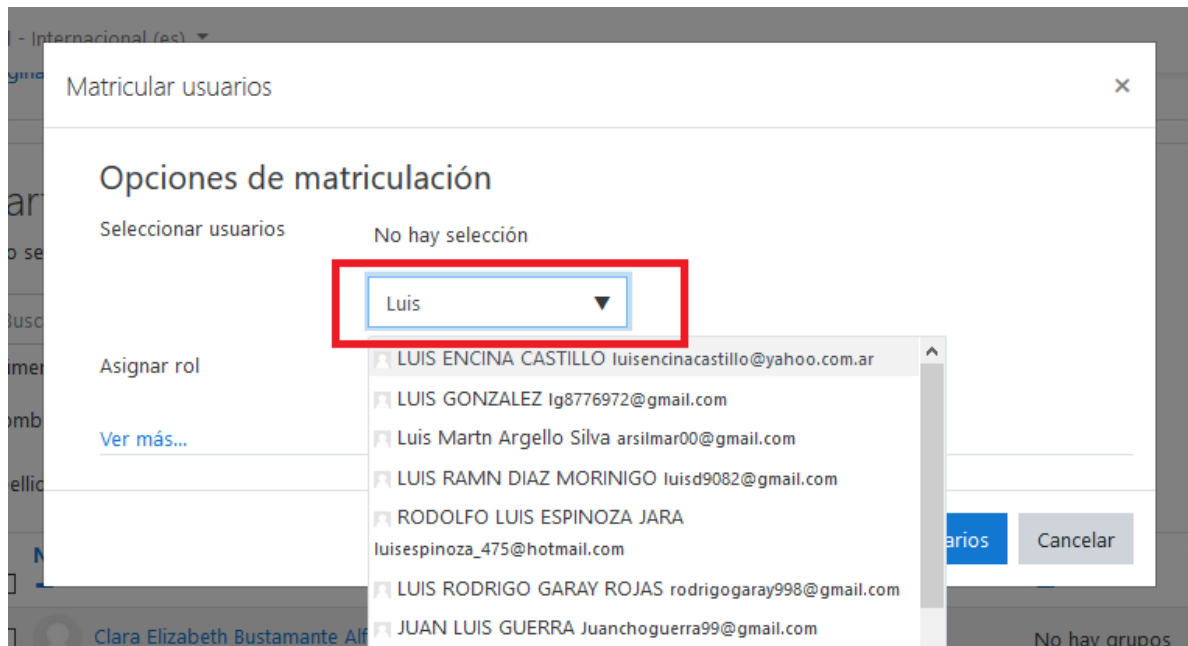 l - Internacional (es)
Matricular usuarios
×
Opciones de matriculación
Seleccionar usuarios
No hay selección
Luis
LUIS ENCINA CASTILLO luisencinacastillo@yahoo.com.ar
Asignar rol
LUIS GONZALEZ lg8776972@gmail.com
Luis Martn Argello Silva arsilmar00@gmail.com
Ver más...
LUIS RAMN DIAZ MORINIGO luisd9082@gmail.com
RODOLFO LUIS ESPINOZA JARA
luisespinoza_475@hotmail.com
arios
Cancelar
LUIS RODRIGO GARAY ROJAS rodrigogaray998@gmail.com
JUAN LUIS GUERRA Juanchoguerra99@gmail.com
Clara Elizabeth Bustamante Alf
No hay grupos